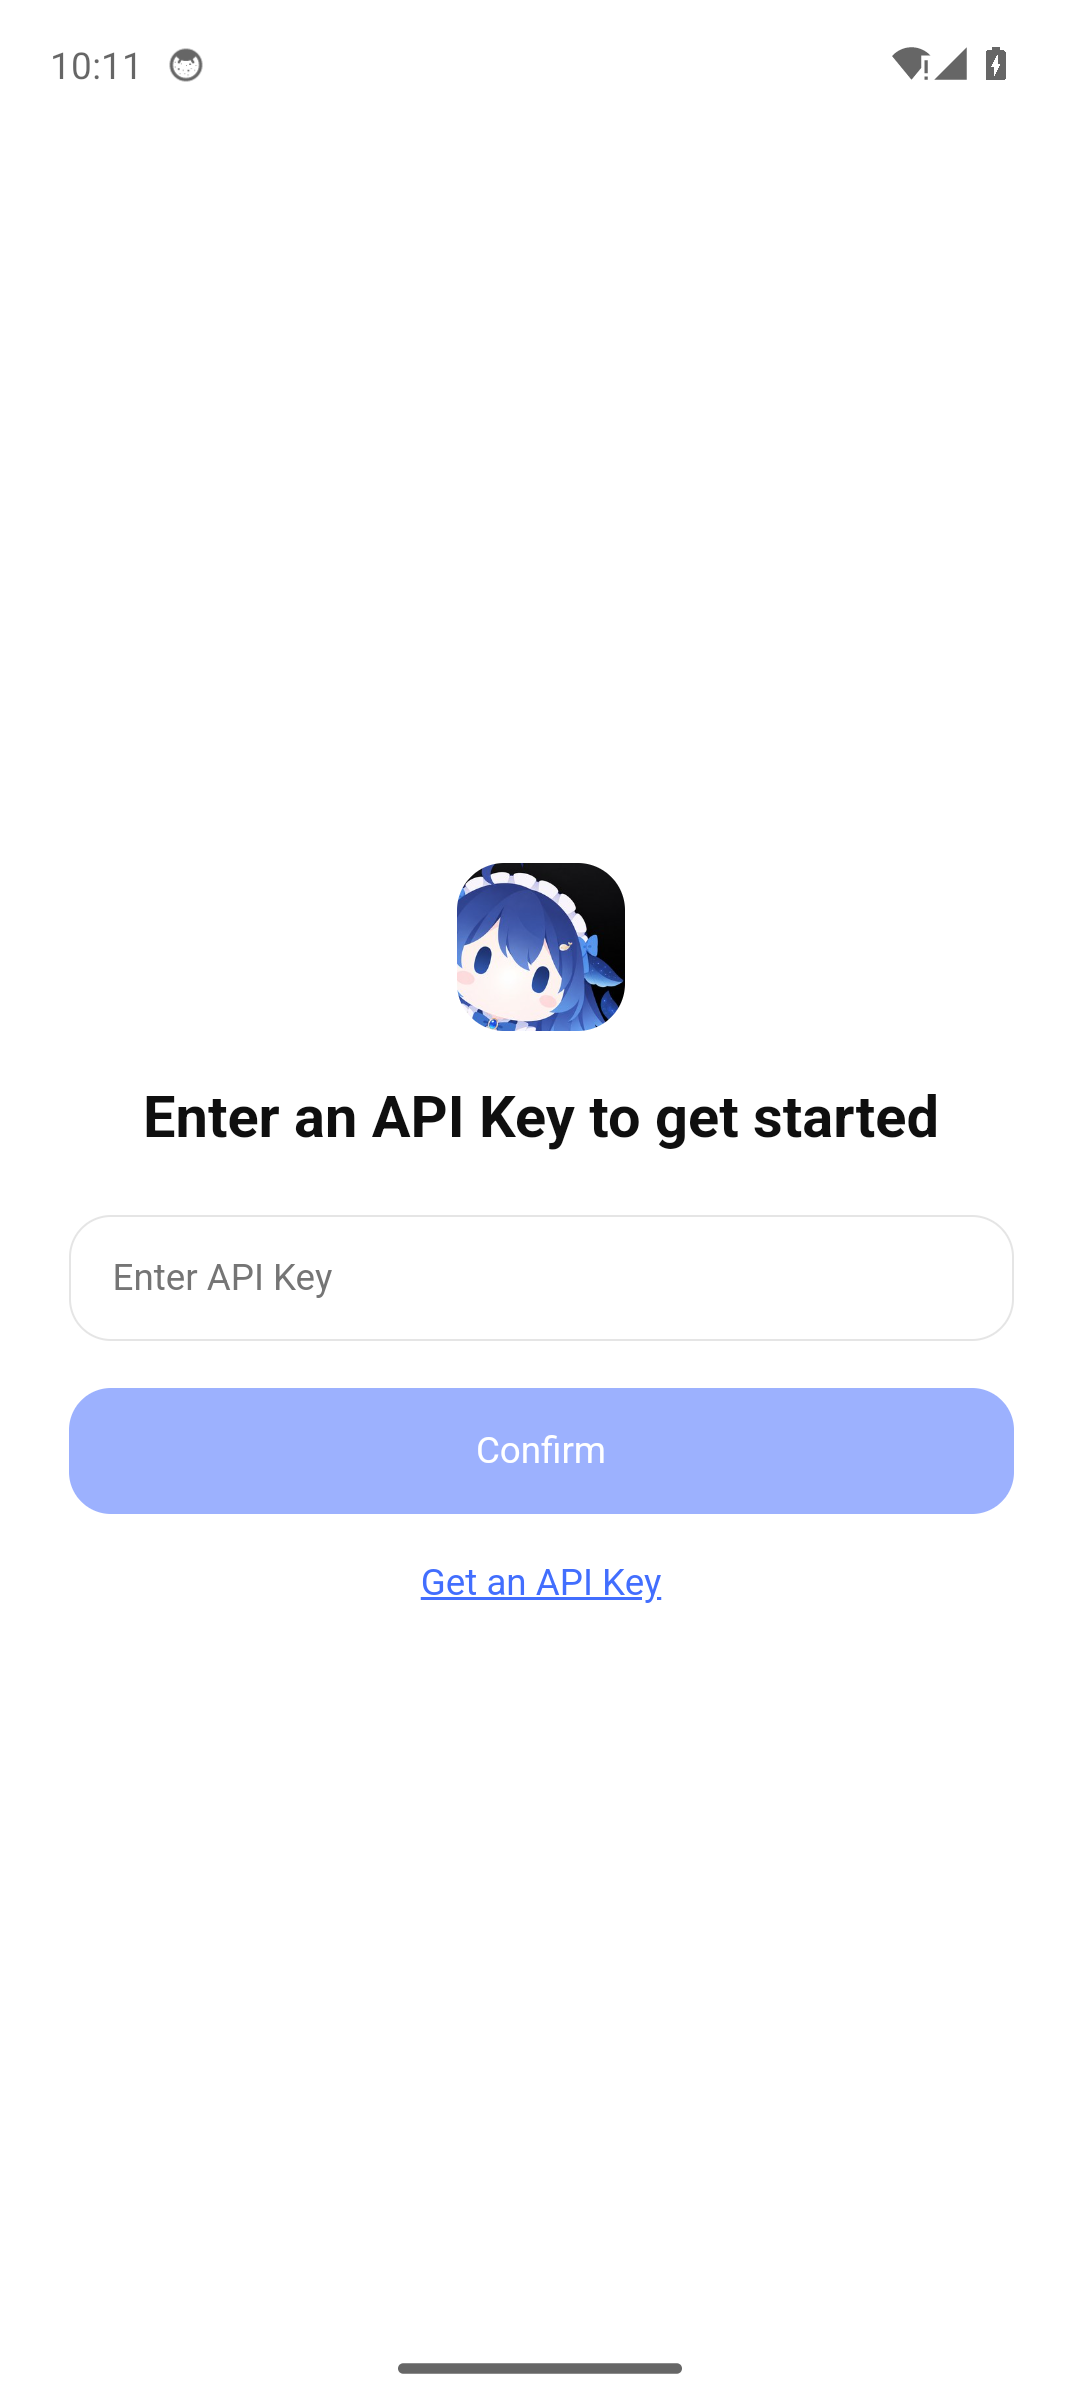 10:11
Enter an API Key to get started
Enter API Key
Confirm
Get an API Key